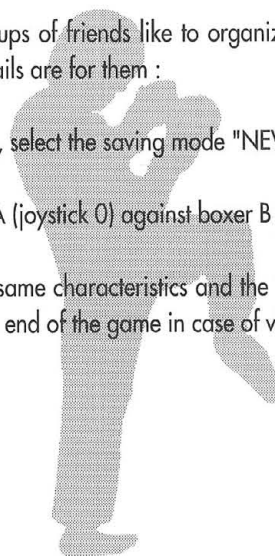 ups of friends like to organiz
ails are for them :
, select the saving mode "NEV
A (joystick 0) against boxer B
same characteristics and the
end of the game in case of v